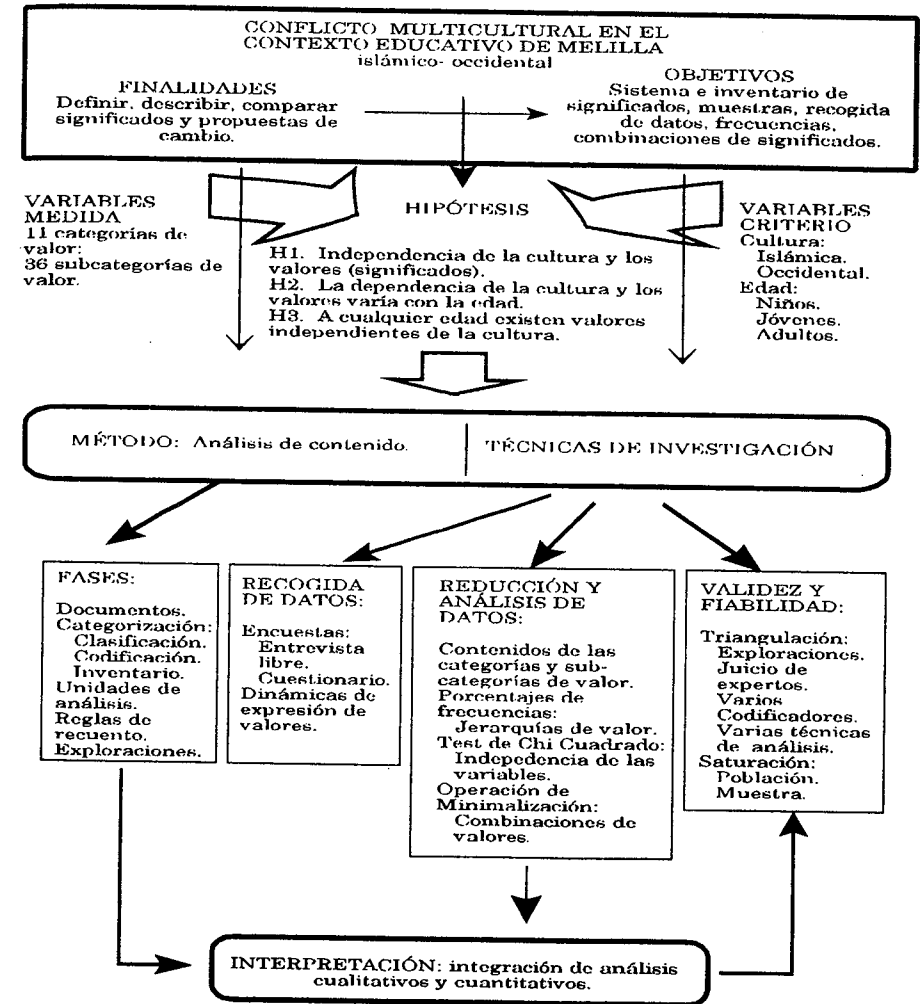 CONFLICTO MULTICULTURAL EN EL
CONTEXTO EDUCATIVO DE MELILLA
islámico- occidental
FINALIDADES
Definir, describir, comparar
significados y propuestas de
cambio.
OBJETIVOS
Sistema e inventario de
significados, muestras, recogida
de datos, frecuencias,
combinaciones de significados.
VARIABLES
MEDIDA
11 categorías de
valor:
36 subcategorías de
valor.
HIPÓTESIS
H1. Independencia de la cultura y los
valores (significados).
H2. La dependencia de la cultura y los
valores varía con la edad.
H3. A cualquier edad existen valores
independientes de la cultura.
VARIABLES
CRITERIO
Cultura:
Islámica.
Occidental.
Edad:
Niños.
Jóvenes.
Adultos.
MÉTODO: Análisis de contenido.
TÉCNICAS DE INVESTIGACIÓN
FASES:
Documentos.
Categorización:
Clasificación.
Codificación.
Inventario.
Unidades de
análisis.
Reglas de
recuento.
Exploraciones.
RECOGIDA
DE DATOS:
Encuestas:
Entrevista
libre.
Cuestionario.
Dinámicas de
expresión de
valores.
REDUCCIÓN Y
ANÁLISIS DE
DATOS:
Contenidos de las
categorías y sub-
categorías de valor.
Porcentajes de
frecuencias:
Jerarquías de valor.
Test de Chi Cuadrado:
Indepedencia de las
variables.
Operación de
Minimalización:
Combinaciones de
valores.
VALIDEZ Y
FIABILIDAD:
Triangulación:
Exploraciones.
Juicio de
expertos.
Varios
Codificadores.
Varias técnicas
de análisis.
Saturación:
Población.
Muestra.
INTERPRETACIÓN: integración de análisis
cualitativos y cuantitativos.